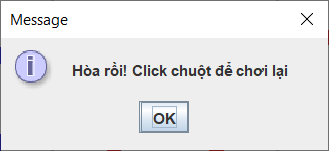 Message
Hòa rồi! Click chuột để chơi lại
OK